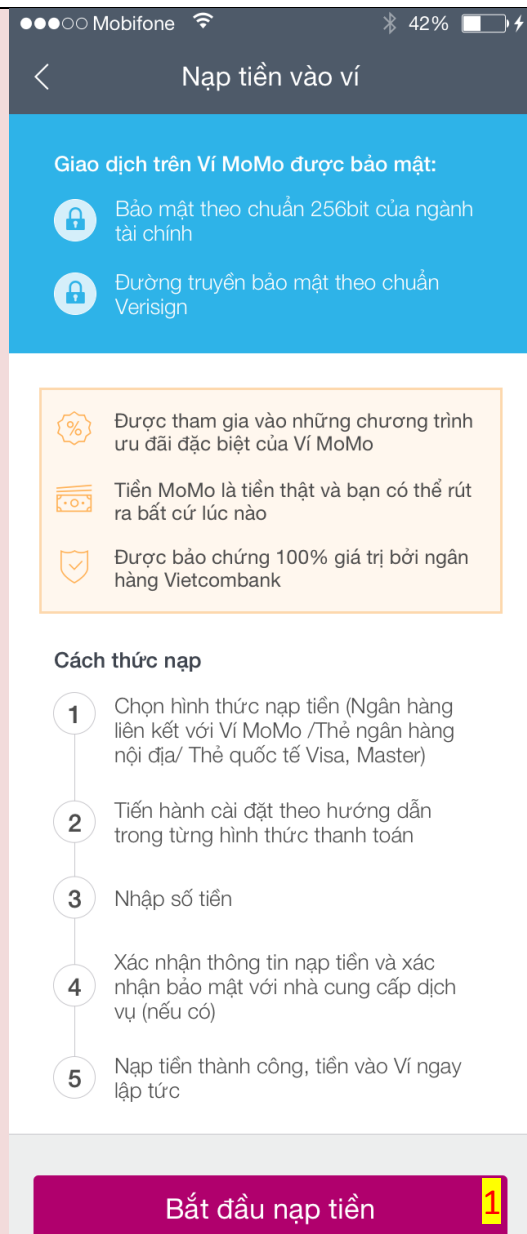 Mobifone 42%
Nạp tiền vào ví
Giao dịch trên Ví MoMo được bảo mật:
Bảo mật theo chuẩn 256bit của ngành
tài chính
Đường truyền bảo mật theo chuẩn
Verisign
Được tham gia vào những chương trình
ưu đãi đặc biệt của Ví MoMo
Tiền MoMo là tiền thật và bạn có thể rút
ra bất cứ lúc nào
Được bảo chứng 100% giá trị bởi ngân
hàng Vietcombank
Cách thức nạp
1 Chọn hình thức nạp tiền (Ngân hàng
liên kết với Ví MoMo /Thẻ ngân hàng
nội địa/ Thẻ quốc tế Visa, Master)
2 Tiến hành cài đặt theo hướng dẫn
trong từng hình thức thanh toán
3 Nhập số tiền
4 Xác nhận thông tin nạp tiền và xác
nhận bảo mật với nhà cung cấp dịch
vụ (nếu có)
5 Nạp tiền thành công, tiền vào Ví ngay
lập tức
Bắt đầu nạp tiền 1